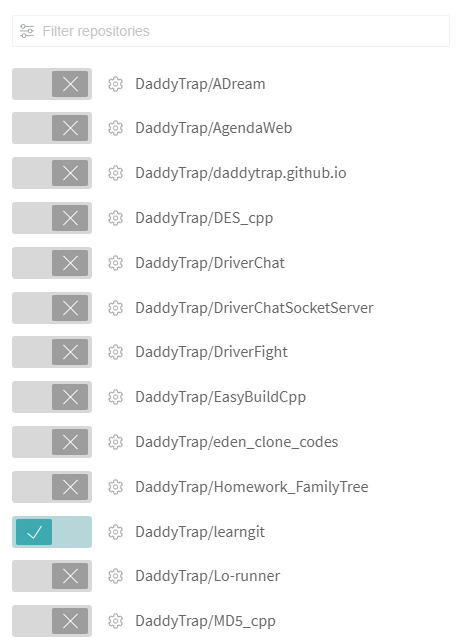 Filter repositories
DaddyTrap/ADream
DaddyTrap/AgendaWeb
DaddyTrap/daddytrap.github.io
DaddyTrap/DES_cpp
DaddyTrap/DriverChat
DaddyTrap/DriverChatSocketServer
DaddyTrap/DriverFight
DaddyTrap/EasyBuildCpp
DaddyTrap/eden_clone_codes
DaddyTrap/Homework_FamilyTree
DaddyTrap/learngit
DaddyTrap/Lo-runner
DaddyTrap/MD5_cpp